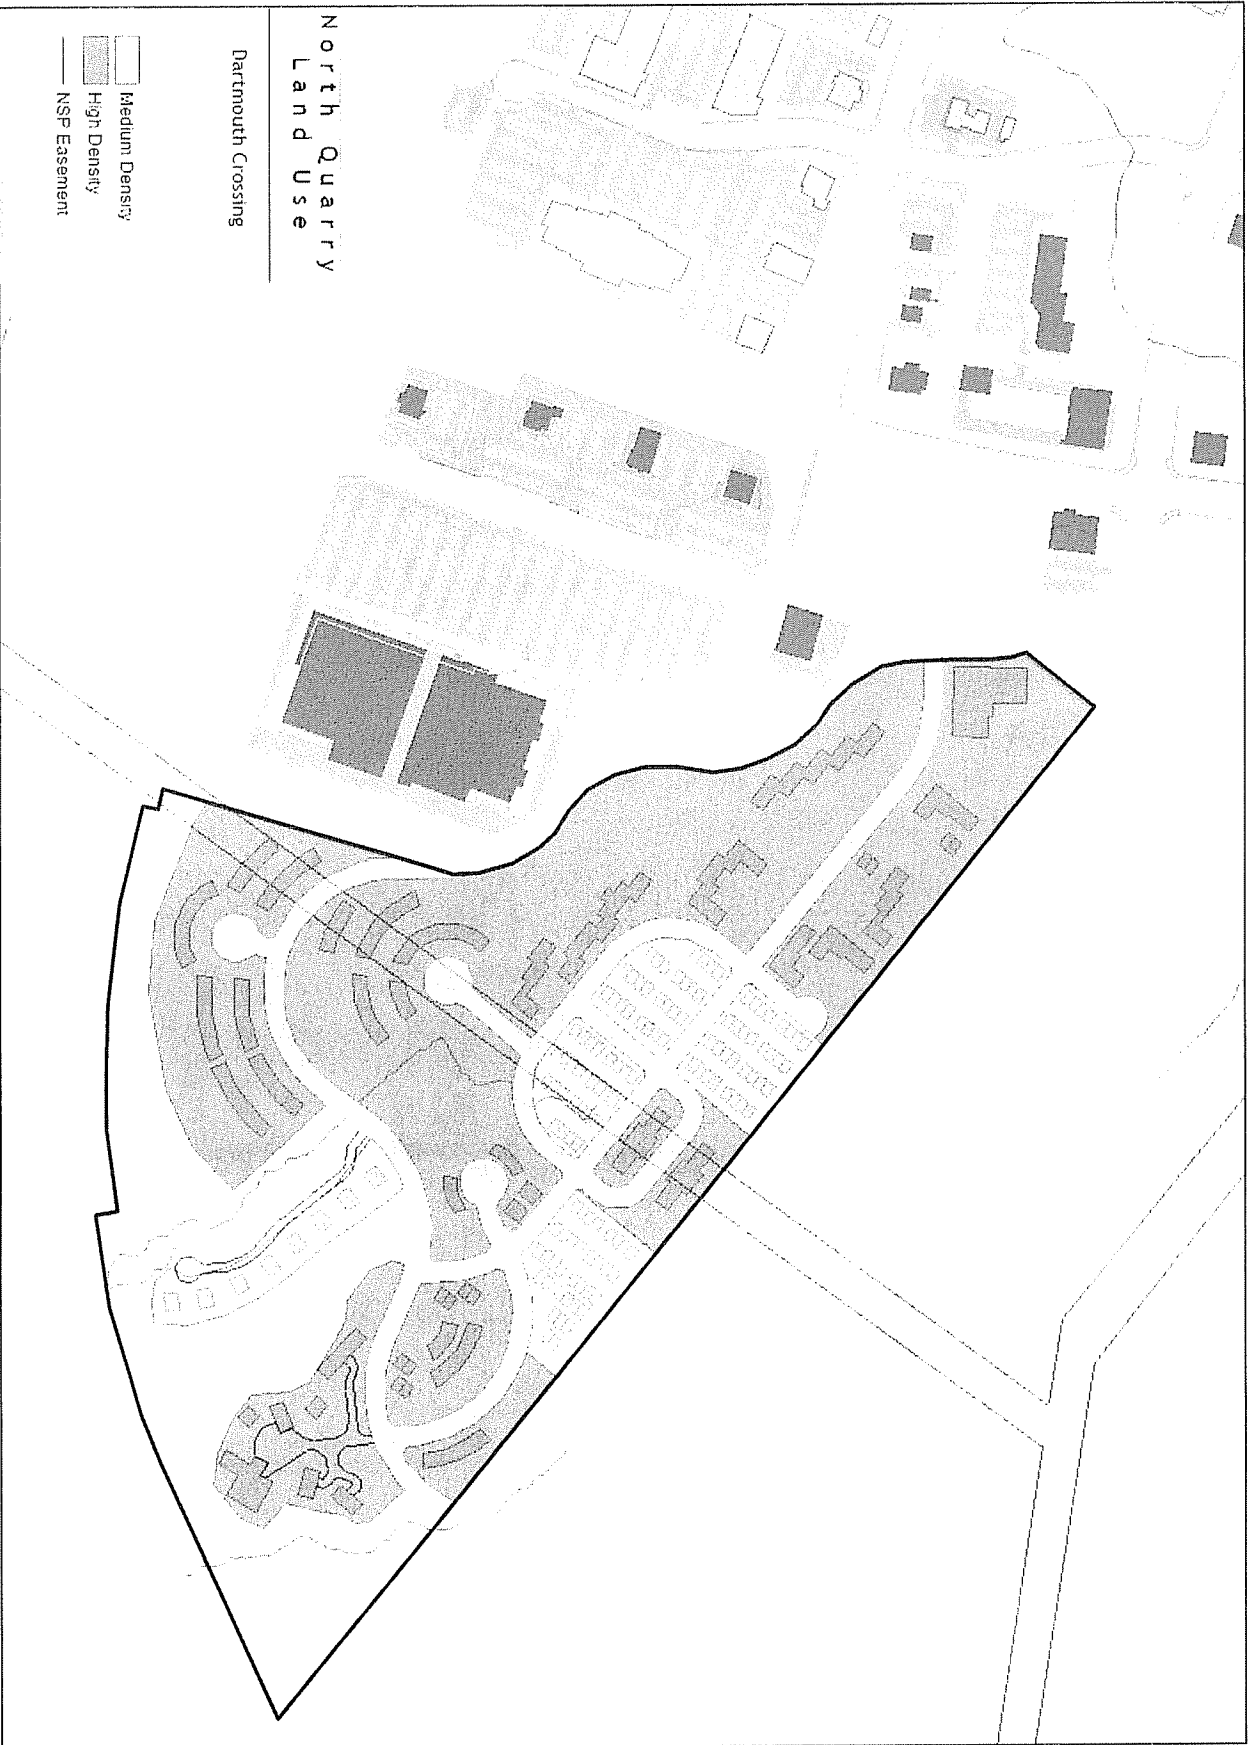 North Quarry
Land Use
Dartmouth Crossing
Medium Density
High Density
NSP Easement